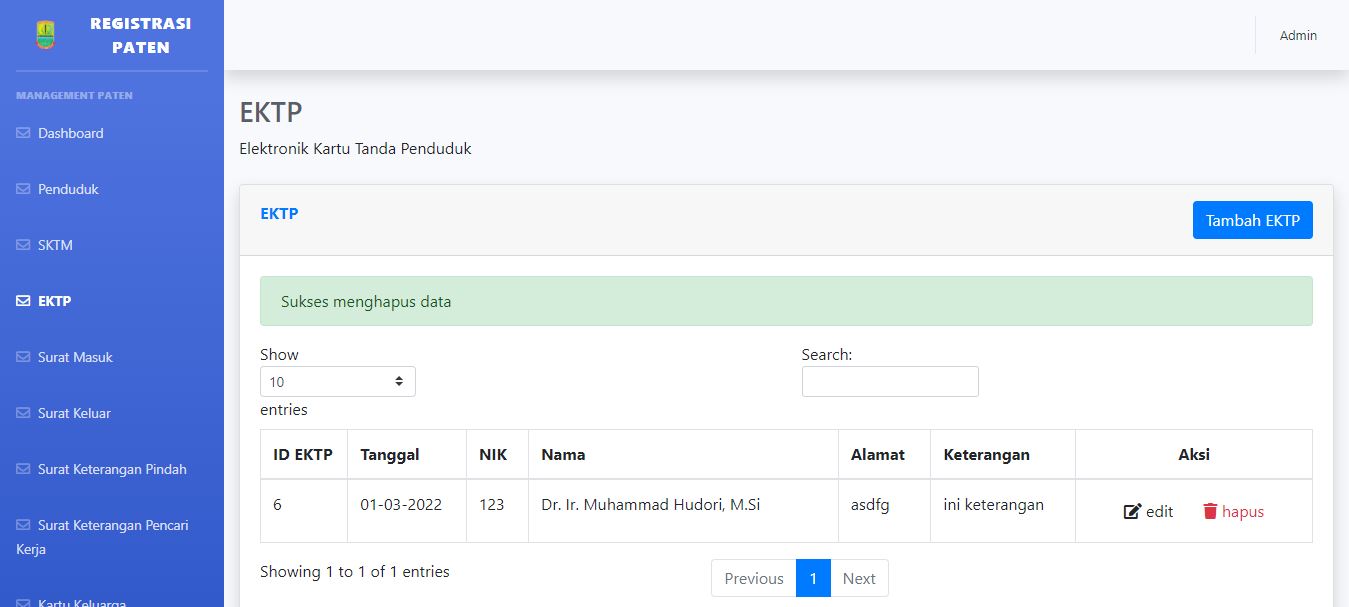 REGISTRASI
PATEN
MANAGEMENT PATEN
Dashboard
Penduduk
SKTM
EKTP
Surat Masuk
Surat Keluar
Surat Keterangan Pindah
Surat Keterangan Pencari
Kerja
Kartu Keluarga
Admin
EKTP
Elektronik Kartu Tanda Penduduk
EKTP
Tambah EKTP
Sukses menghapus data
Show
10
entries
Search:
ID EKTP Tanggal NIK Nama Alamat Keterangan Aksi
6 01-03-2022 123 Dr. Ir. Muhammad Hudori, M.Si asdfg ini keterangan edit hapus
Showing 1 to 1 of 1 entries
Previous 1 Next